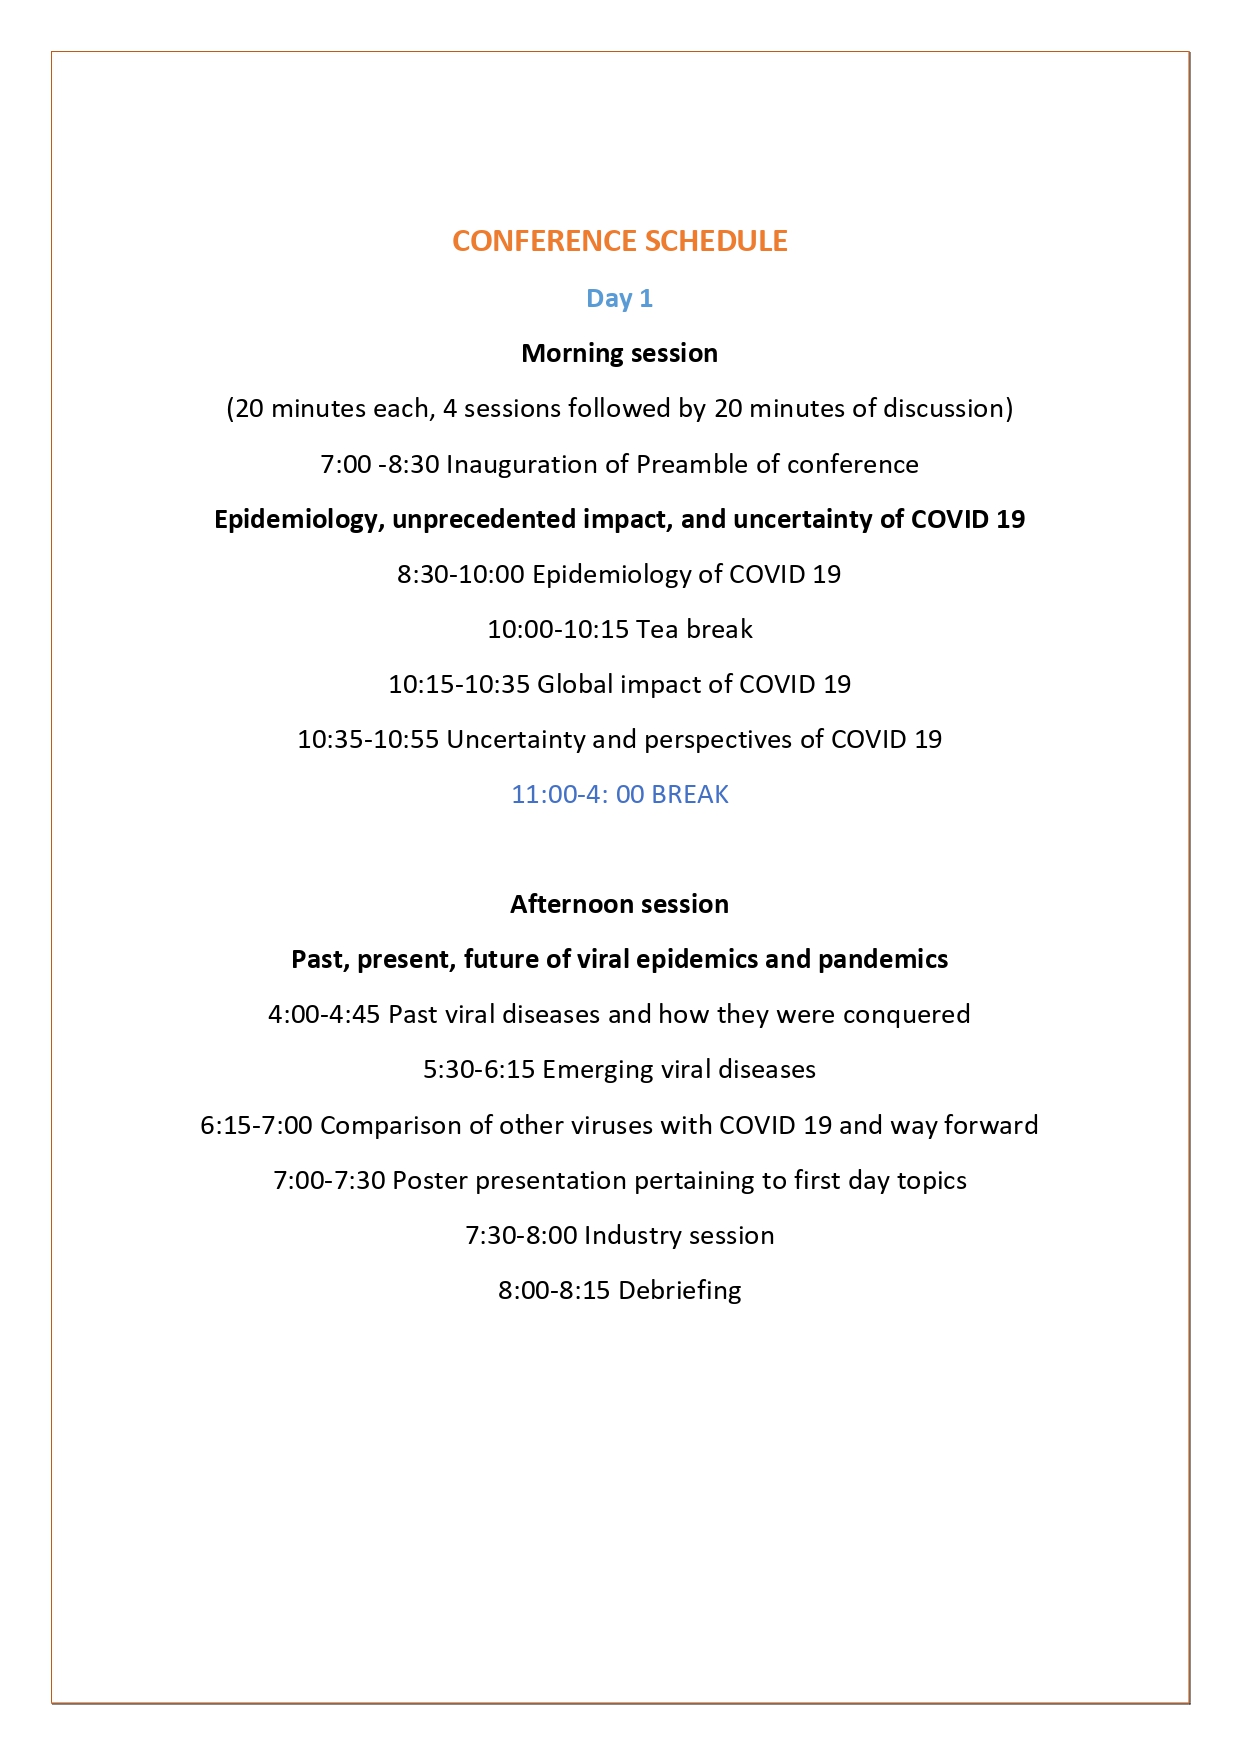 CONFERENCE SCHEDULE
Day 1
Morning session
(20 minutes each, 4 sessions followed by 20 minutes of discussion)
7:00 -8:30 Inauguration of Preamble of conference
Epidemiology, unprecedented impact, and uncertainty of COVID 19
8:30-10:00 Epidemiology of COVID 19
10:00-10:15 Tea break
10:15-10:35 Global impact of COVID 19
10:35-10:55 Uncertainty and perspectives of COVID 19
11:00-4: 00 BREAK
Afternoon session
Past, present, future of viral epidemics and pandemics
4:00-4:45 Past viral diseases and how they were conquered
5:30-6:15 Emerging viral diseases
6:15-7:00 Comparison of other viruses with COVID 19 and way forward
7:00-7:30 Poster presentation pertaining to first day topics
7:30-8:00 Industry session
8:00-8:15 Debriefing